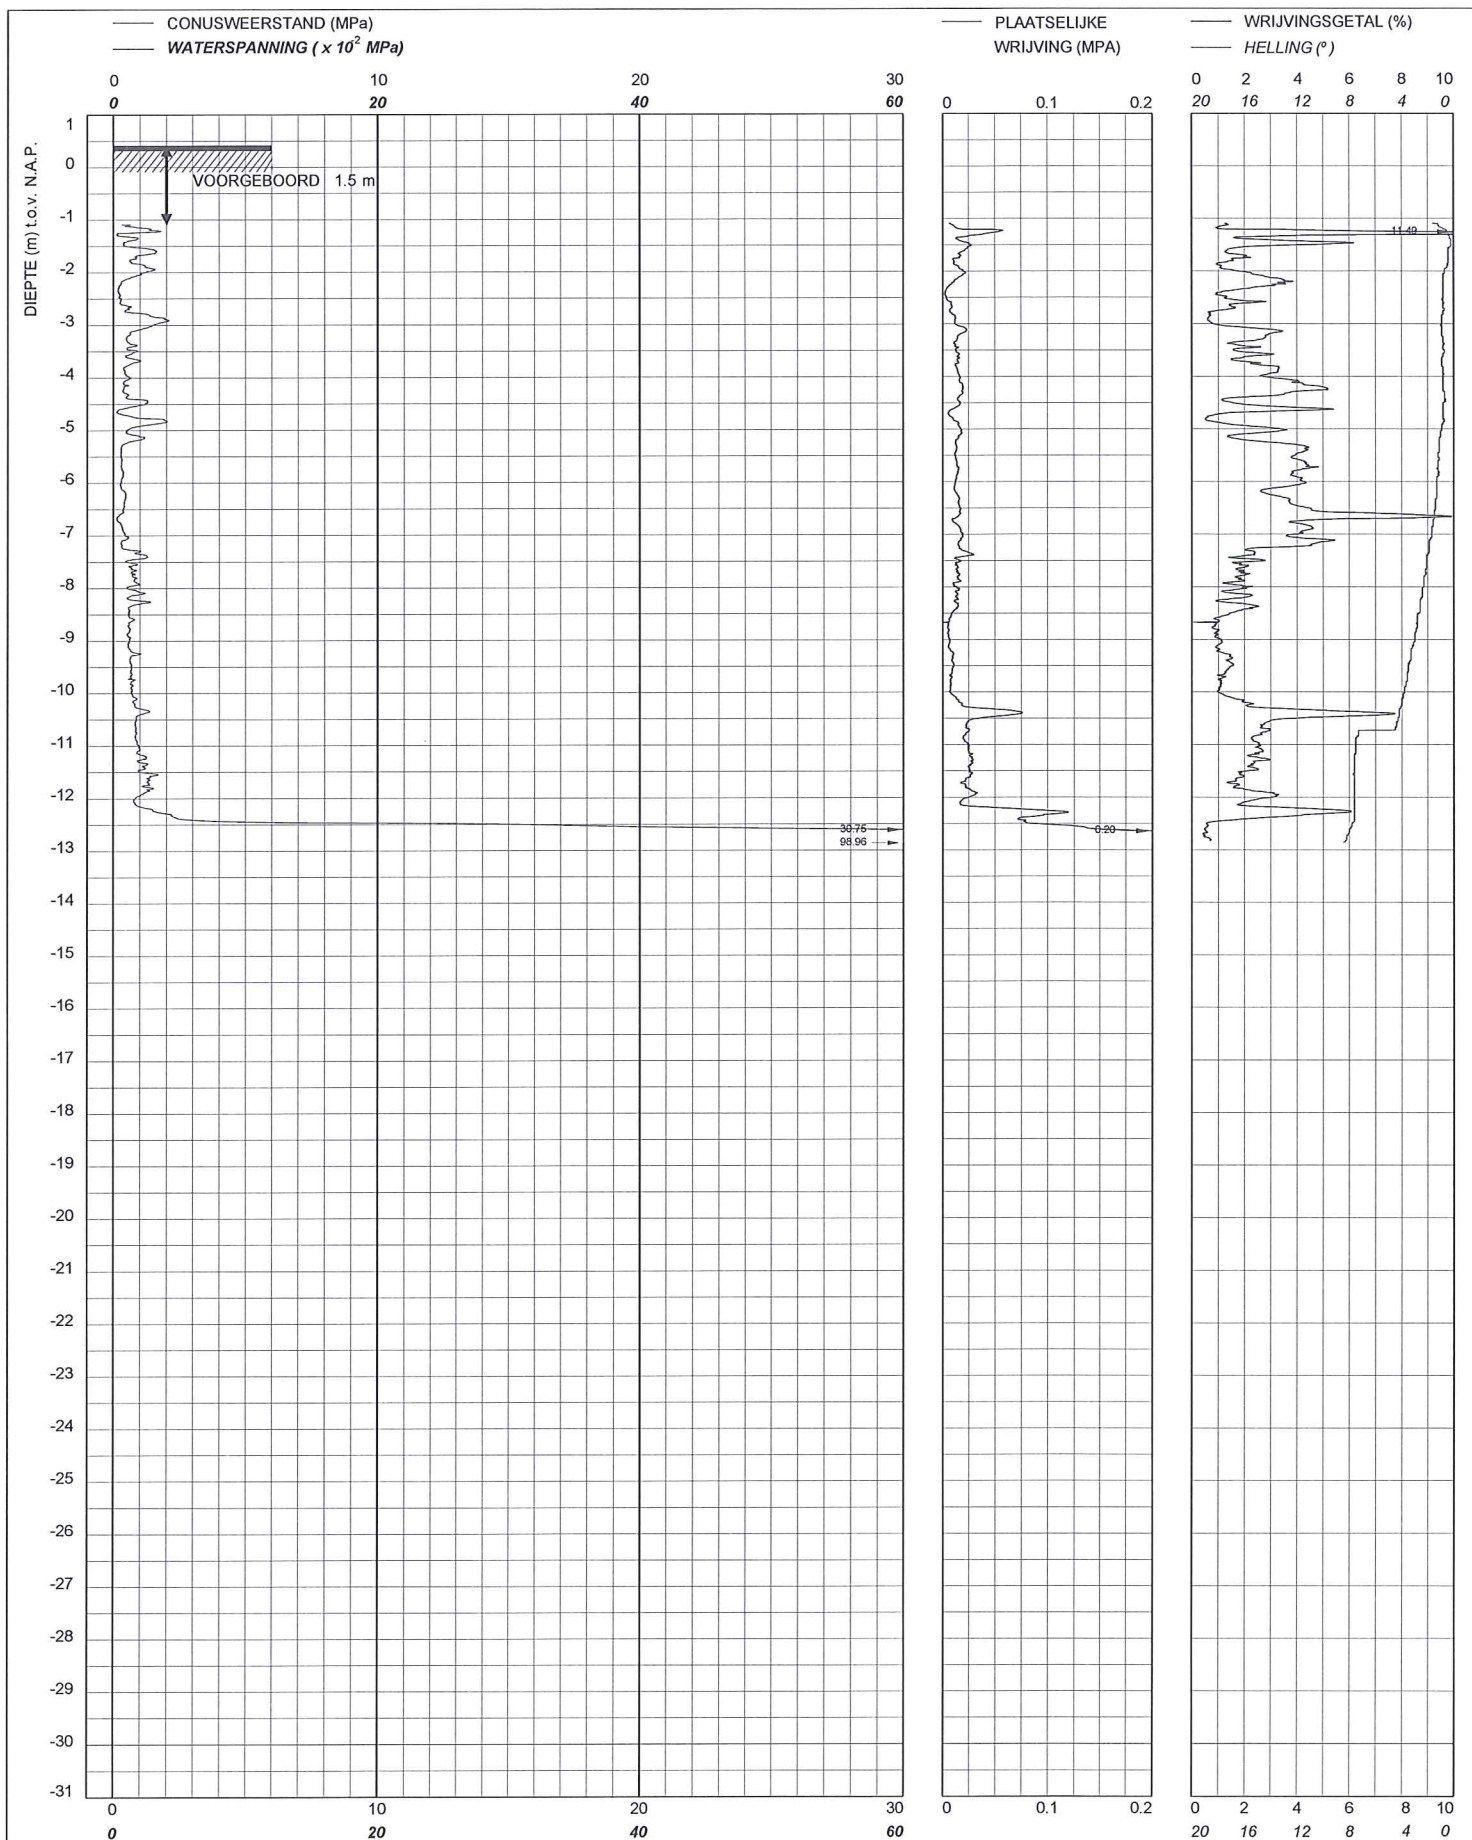 CONUSWEERSTAND (MPa)
WATERSPANNING ( x 10⁻² MPa)
PLAATSELIJKE
WRIJVING (MPA)
WRIJVINGSGETAL (%)
HELLING (º)
0 10 20 30
0 20 40 60
0 0.1 0.2
0 2 4 6 8 10
20 16 12 8 4 0
DIEPTE (m) t.o.v. N.A.P.
1
0
VOORGEBOORD 1.5 m
-1
11.49
-2
-3
-4
-5
-6
-7
-8
-9
-10
-11
-12
30.75
0.20
98.96
-13
-14
-15
-16
-17
-18
-19
-20
-21
-22
-23
-24
-25
-26
-27
-28
-29
-30
-31
0 10 20 30
0 20 40 60
0 0.1 0.2
0 2 4 6 8 10
20 16 12 8 4 0